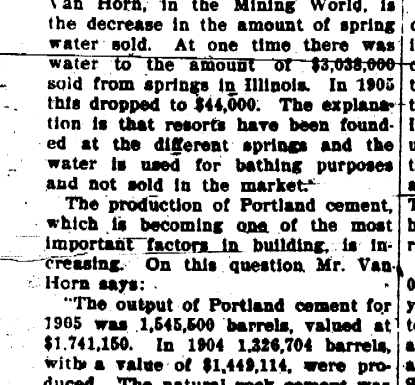 Van Horn, in the Mining World, is
the decrease in the amount of spring
water sold. At one time there was
water to the amount of $3,038,000
sold from springs in Illinois. In 1905
this dropped to $44,000. The explana-
tion is that resorts have been found-
ed at the different springs and the
water is used for bathing purposes
and not sold in the market.
The production of Portland cement,
which is becoming one of the most
important factors in building, is in-
creasing. On this question Mr. Van
Horn says:
"The output of Portland cement for
1905 was 1,545,500 barrels, valued at
$1,741,150. In 1904 1,326,704 barrels,
with a value of $1,449,114, were pro-
duced. The natural rock cement was